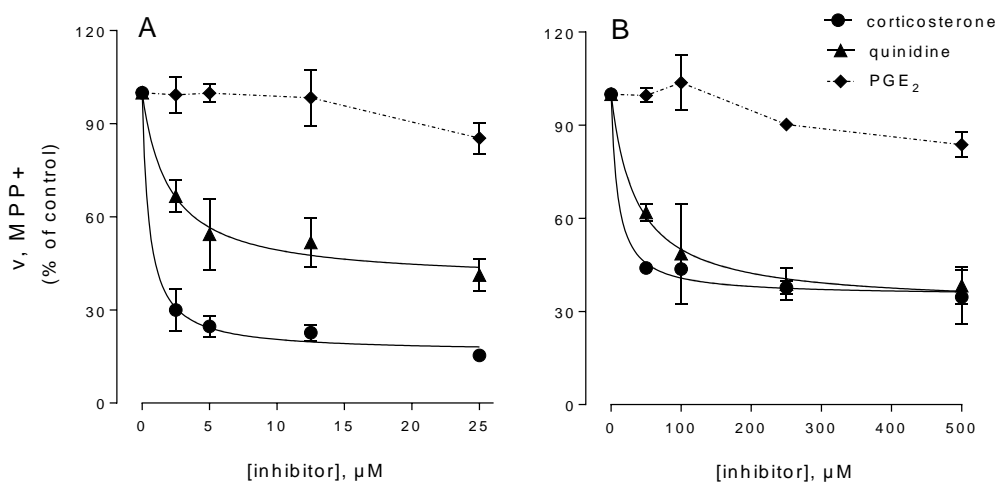 A
B
corticosterone
quinidine
PGE2
v, MPP+
(% of control)
120
90
60
30
0
0 5 10 15 20 25
[inhibitor], µM
120
90
60
30
0
0 100 200 300 400 500
[inhibitor], µM